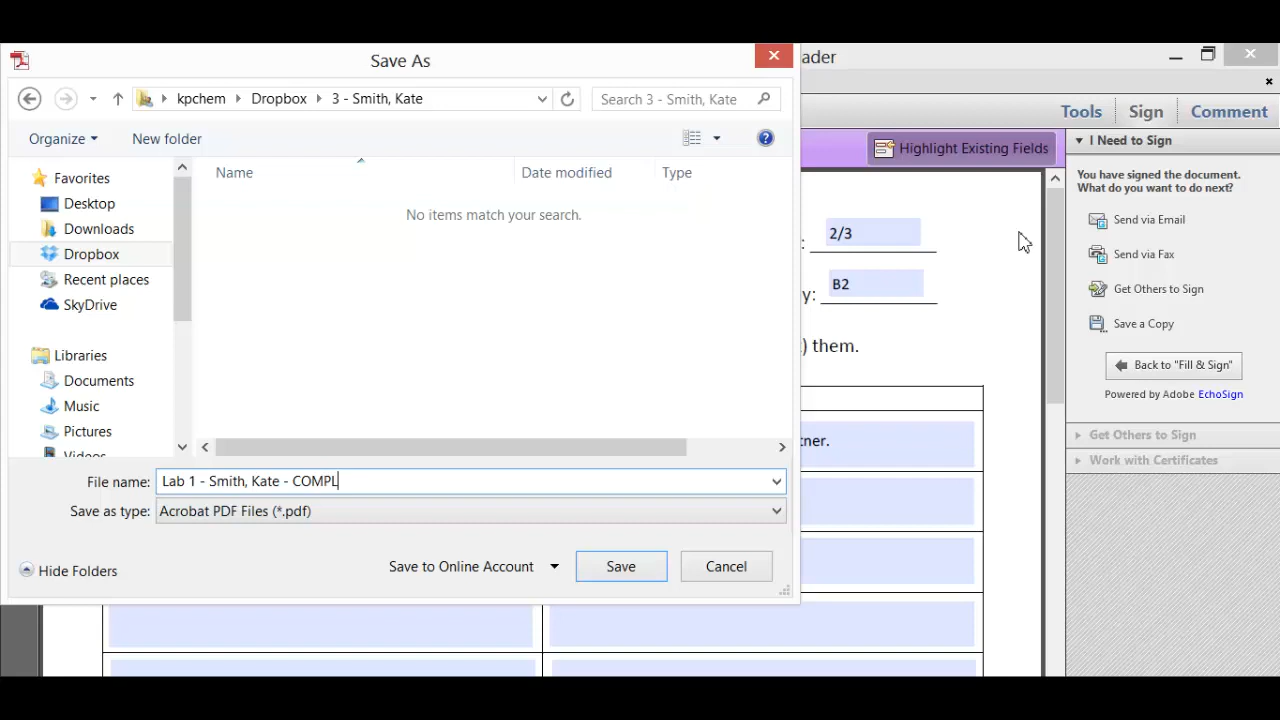 Save As
ader
kpchem
Dropbox
3 - Smith, Kate
Search 3 - Smith, Kate
Tools
Sign
Comment
Organize
New folder
Highlight Existing Fields
I Need to Sign
Favorites
Desktop
Downloads
Dropbox
Recent places
SkyDrive
Libraries
Documents
Music
Pictures
Videos
Name
Date modified
Type
No items match your search.
: 2/3
y: B2
) them.
tner.
You have signed the document.
What do you want to do next?
Send via Email
Send via Fax
Get Others to Sign
Save a Copy
Back to "Fill & Sign"
Powered by Adobe EchoSign
Get Others to Sign
Work with Certificates
File name: Lab 1 - Smith, Kate - COMPL
Save as type: Acrobat PDF Files (*.pdf)
Hide Folders
Save to Online Account
Save
Cancel